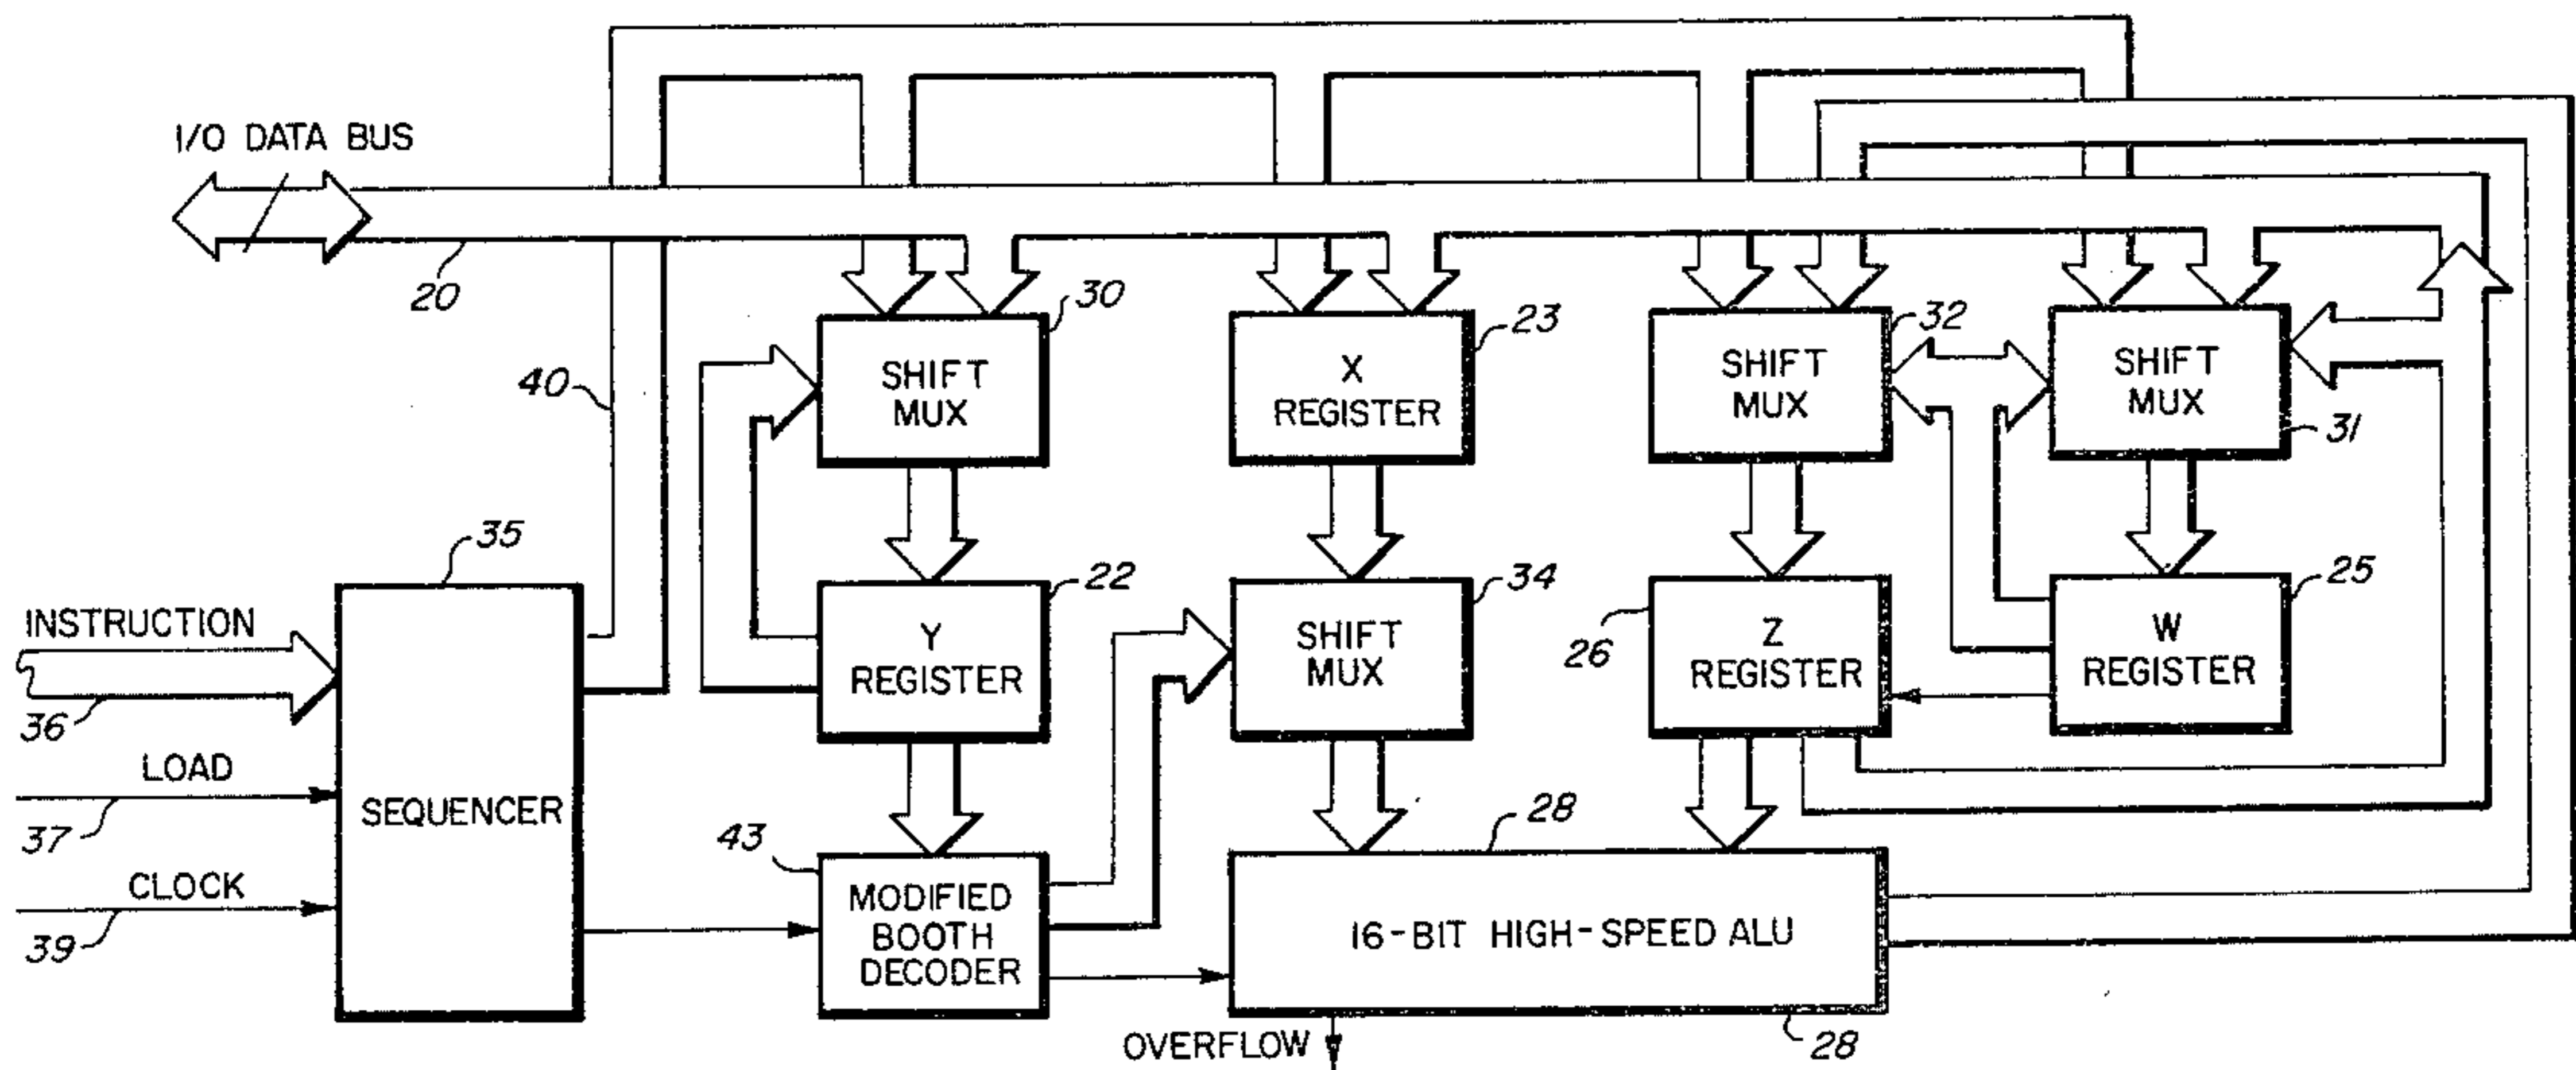 I/O DATA BUS
20
40
30
SHIFT
MUX
23
X
REGISTER
32
SHIFT
MUX
SHIFT
MUX
31
35
SEQUENCER
INSTRUCTION
36
LOAD
37
CLOCK
39
22
Y
REGISTER
34
SHIFT
MUX
26
Z
REGISTER
25
W
REGISTER
43
MODIFIED
BOOTH
DECODER
28
16-BIT HIGH-SPEED ALU
28
OVERFLOW